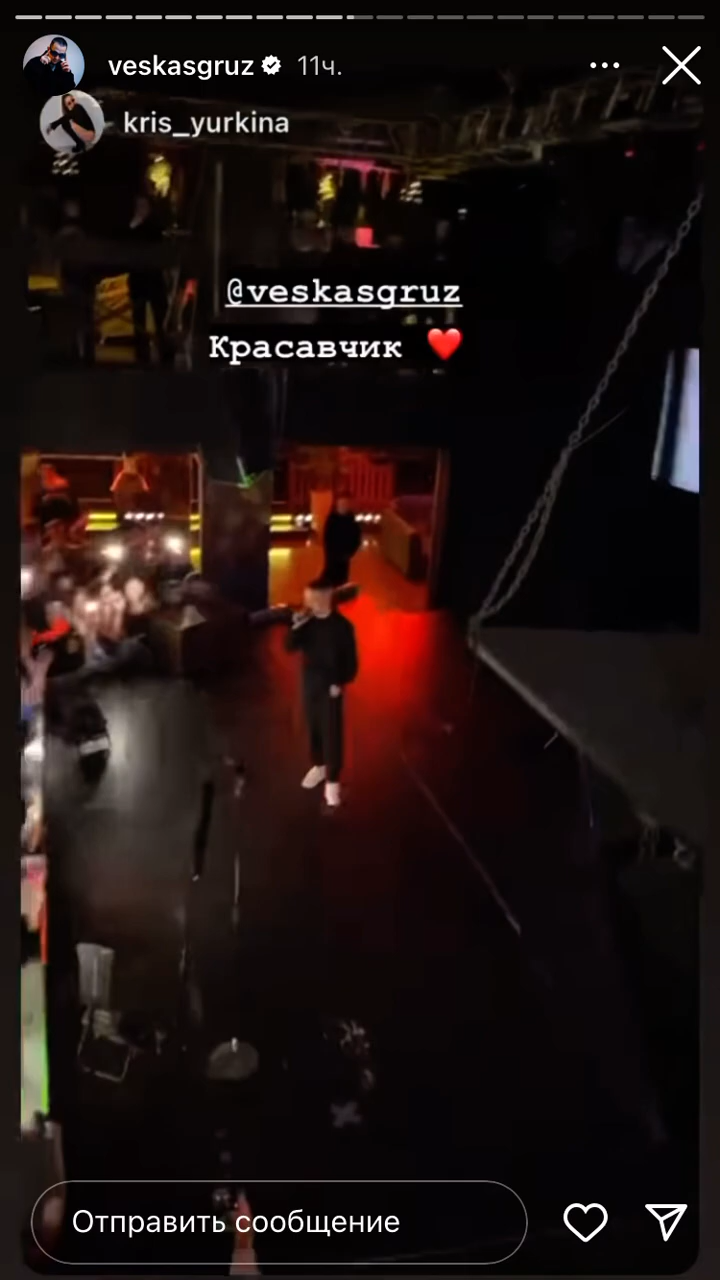 veskasgruz 11ч.
kris_yurkina
@veskasgruz
Красавчик ❤️
Отправить сообщение